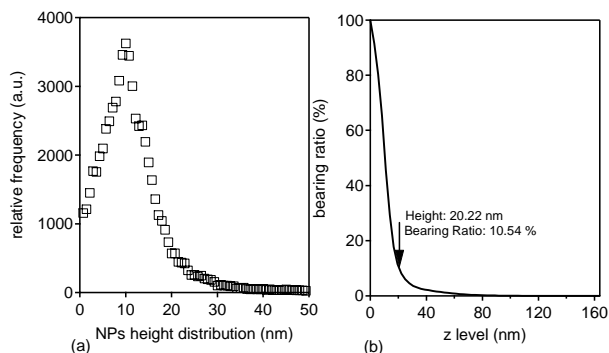 4000
3000
2000
1000
0
relative frequency (a.u.)
0 10 20 30 40 50
NPs height distribution (nm)
(a)
100
80
60
40
20
0
bearing ratio (%)
Height: 20.22 nm
Bearing Ratio: 10.54 %
0 40 80 120 160
z level (nm)
(b)